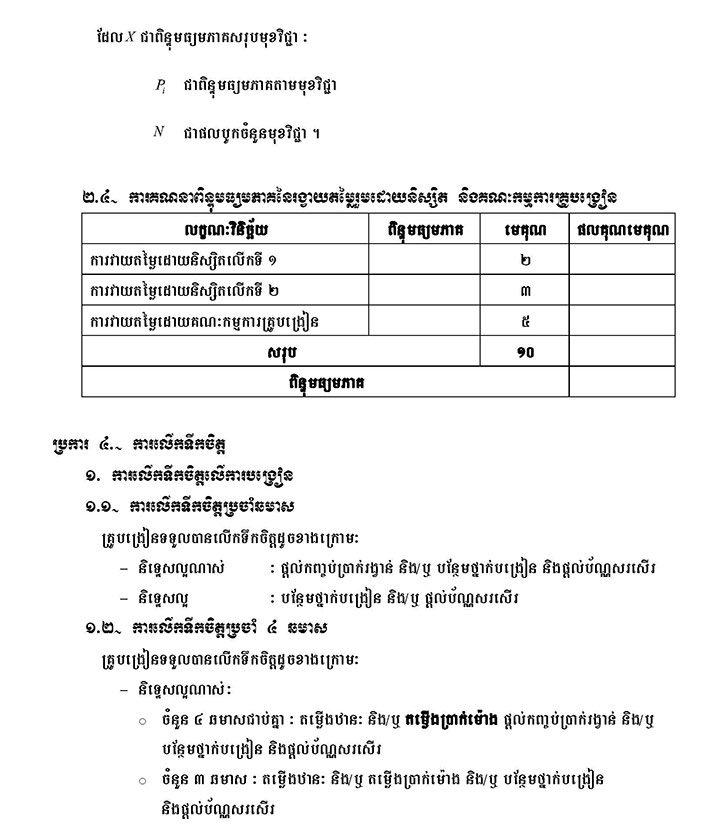 ដែល X ជាពិន្ទុមធ្យមភាគសរុបមុខវិជ្ជា :
Pi ជាពិន្ទុមធ្យមភាគតាមមុខវិជ្ជា
N ជាផលបូកចំនួនមុខវិជ្ជា ។
២.៤~ ការគណនាពិន្ទុមធ្យមភាគនៃរង្វាយតម្លៃរួមដោយនិស្សិត និងគណៈកម្មការគ្រូបង្រៀន
លក្ខណៈវិនិច្ឆ័យ ពិន្ទុមធ្យមភាគ មេគុណ ផលគុណមេគុណ
ការវាយតម្លៃដោយនិស្សិតលើកទី ១ ២
ការវាយតម្លៃដោយនិស្សិតលើកទី ២ ៣
ការវាយតម្លៃដោយគណៈកម្មការគ្រូបង្រៀន ៥
សរុប ១០
ពិន្ទុមធ្យមភាគ
ប្រការ ៤.~ ការលើកទឹកចិត្ត
១. ការលើកទឹកចិត្តលើការបង្រៀន
១.១~ ការលើកទឹកចិត្តប្រចាំឆមាស
គ្រូបង្រៀនទទួលបានលើកទឹកចិត្តដូចខាងក្រោមៈ
– និទ្ទេសល្អណាស់ : ផ្តល់កញ្ចប់ប្រាក់រង្វាន់ និង/ឬ បន្ថែមថ្នាក់បង្រៀន និងផ្តល់ប័ណ្ណសរសើរ
– និទ្ទេសល្អ : បន្ថែមថ្នាក់បង្រៀន និង/ឬ ផ្តល់ប័ណ្ណសរសើរ
១.២~ ការលើកទឹកចិត្តប្រចាំ ៤ ឆមាស
គ្រូបង្រៀនទទួលបានលើកទឹកចិត្តដូចខាងក្រោមៈ
– និទ្ទេសល្អណាស់:
○ ចំនួន ៤ ឆមាសជាប់គ្នា : តម្លើងឋានៈ និង/ឬ តម្លើងប្រាក់ម៉ោង ផ្តល់កញ្ចប់ប្រាក់រង្វាន់ និង/ឬ
បន្ថែមថ្នាក់បង្រៀន និងផ្តល់ប័ណ្ណសរសើរ
○ ចំនួន ៣ ឆមាស : តម្លើងឋានៈ និង/ឬ តម្លើងប្រាក់ម៉ោង និង/ឬ បន្ថែមថ្នាក់បង្រៀន
និងផ្តល់ប័ណ្ណសរសើរ